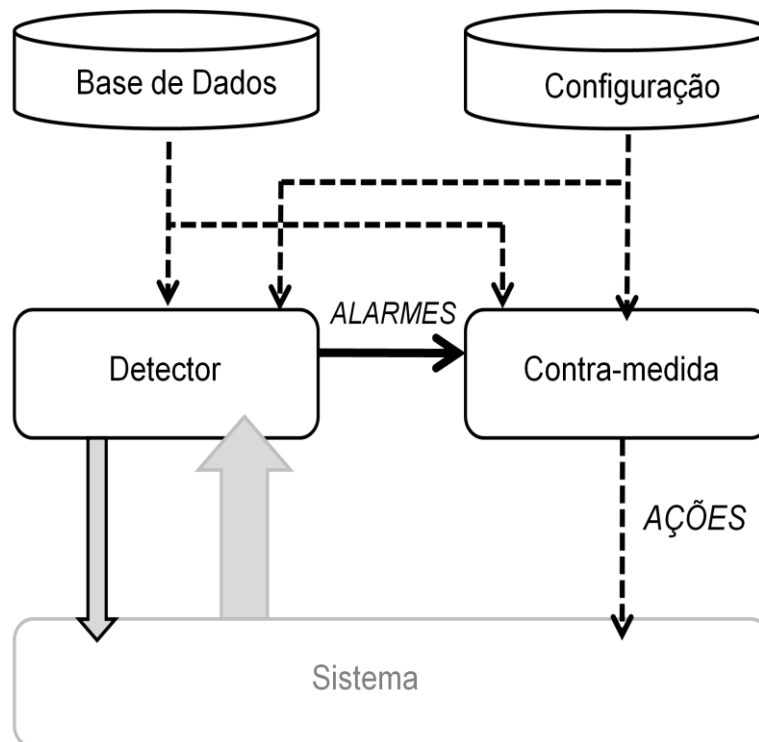 Base de Dados
Configuração
ALARMES
Detector
Contra-medida
AÇÕES
Sistema